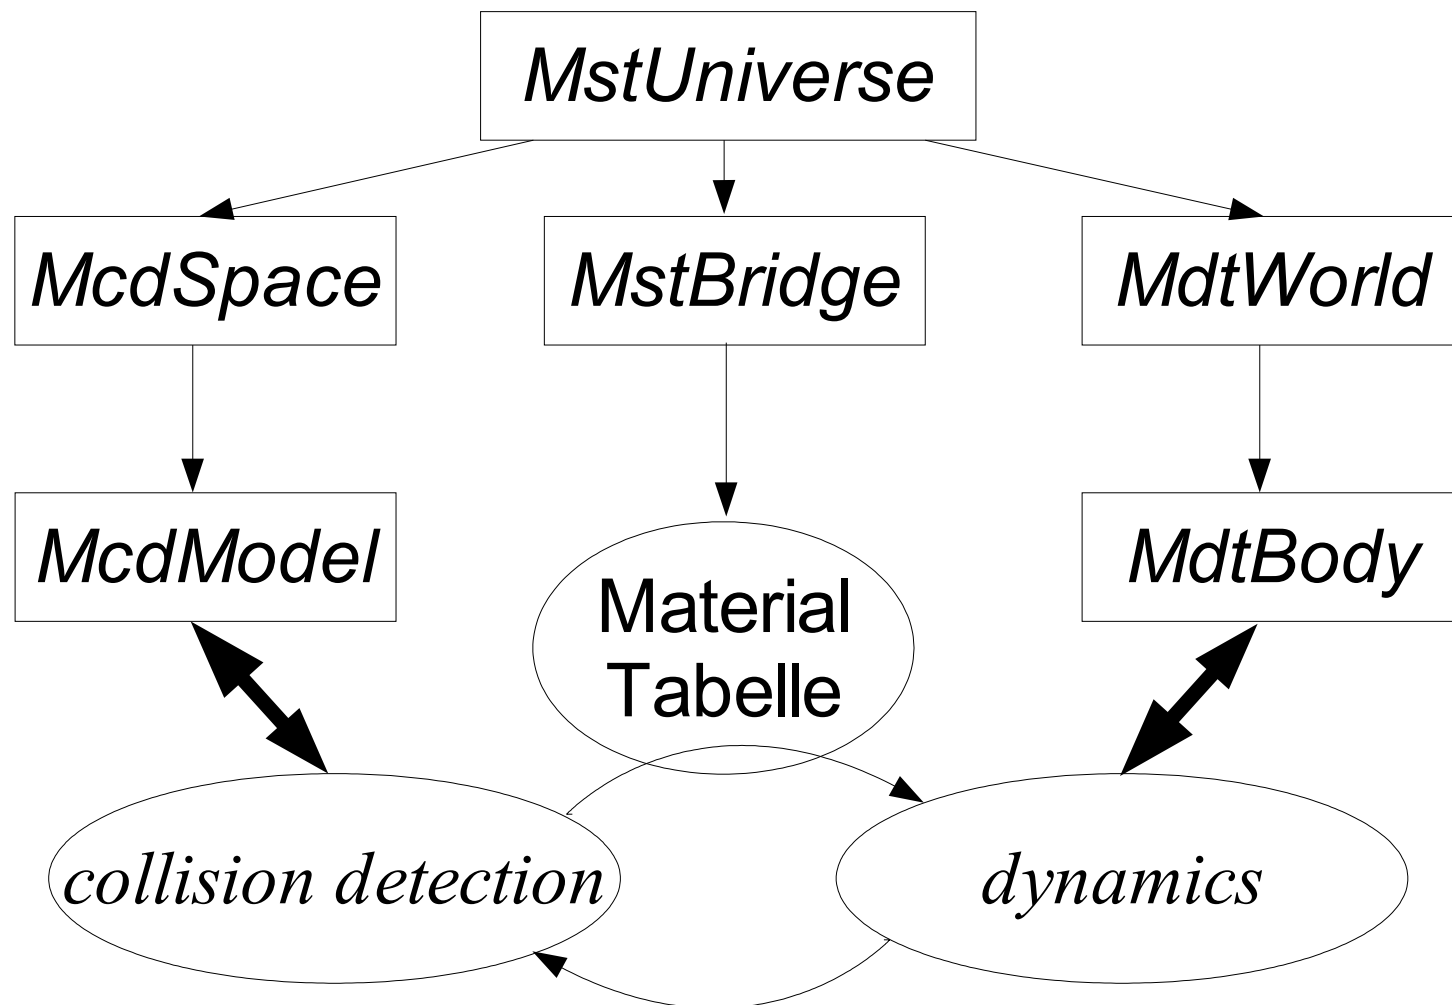 MstUniverse
McdSpace
MstBridge
MdtWorld
McdModel
MdtBody
Material
Tabelle
collision detection
dynamics